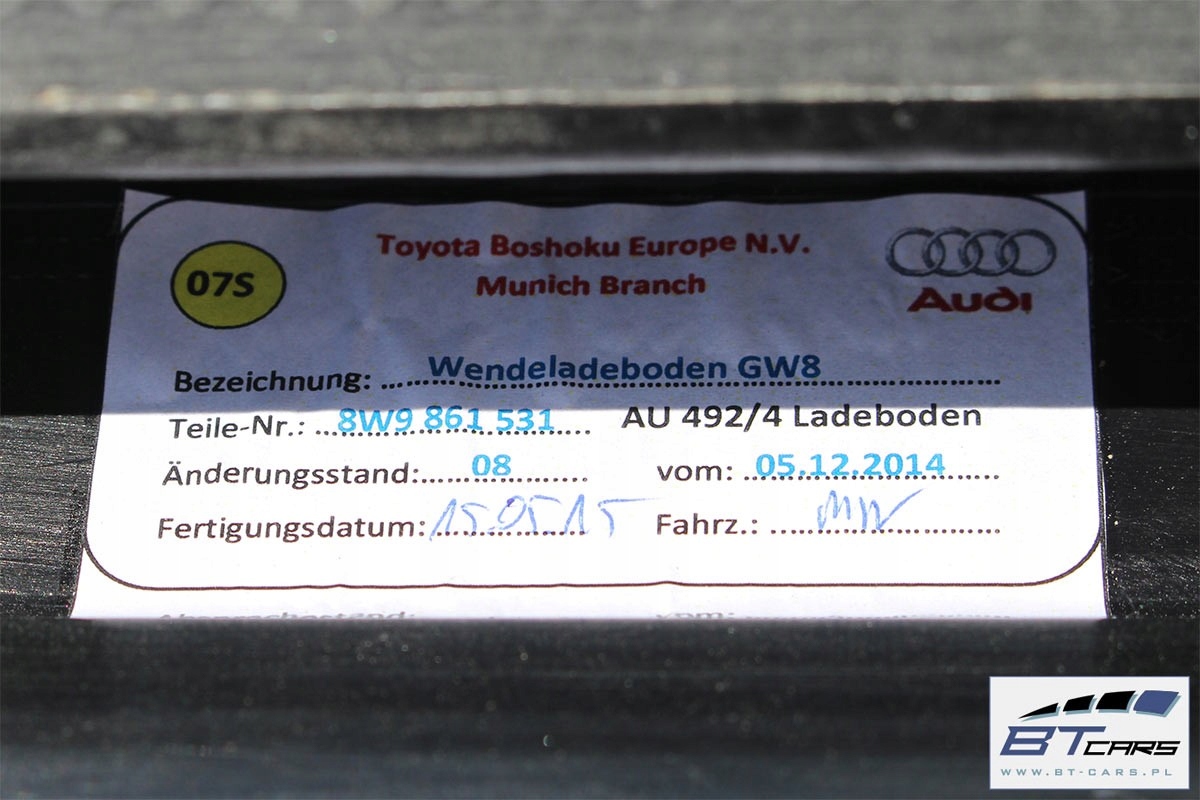 07S
Toyota Boshoku Europe N.V.
Munich Branch
Audi
Bezeichnung: Wendeladeboden GW8
Teile-Nr.: 8W9 861 531 AU 492/4 Ladeboden
Änderungsstand: 08 vom: 05.12.2014
Fertigungsdatum: 15.05.15 Fahrz.: MW
BT CARS
WWW.BT-CARS.PL